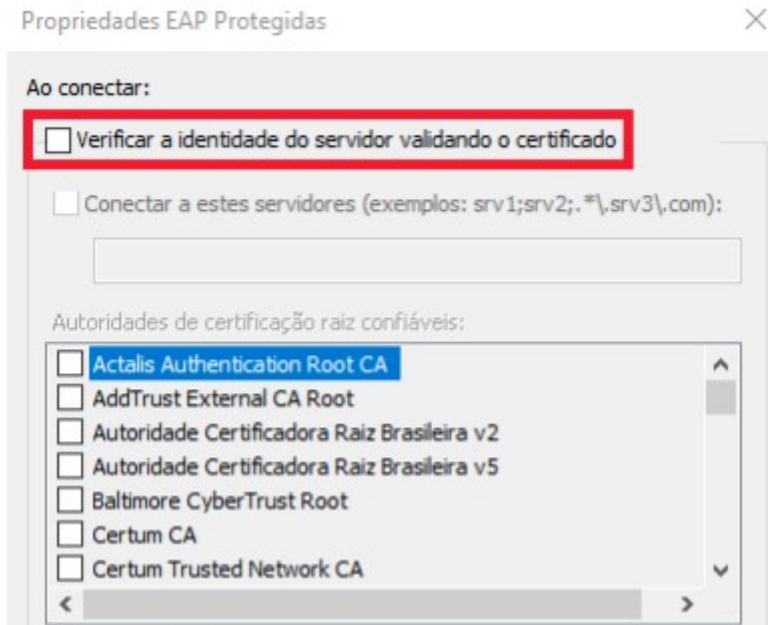 Propriedades EAP Protegidas
Ao conectar:
Verificar a identidade do servidor validando o certificado
Conectar a estes servidores (exemplos: srv1;srv2;.*\.srv3\.com):
Autoridades de certificação raiz confiáveis:
Actalis Authentication Root CA
AddTrust External CA Root
Autoridade Certificadora Raiz Brasileira v2
Autoridade Certificadora Raiz Brasileira v5
Baltimore CyberTrust Root
Certum CA
Certum Trusted Network CA